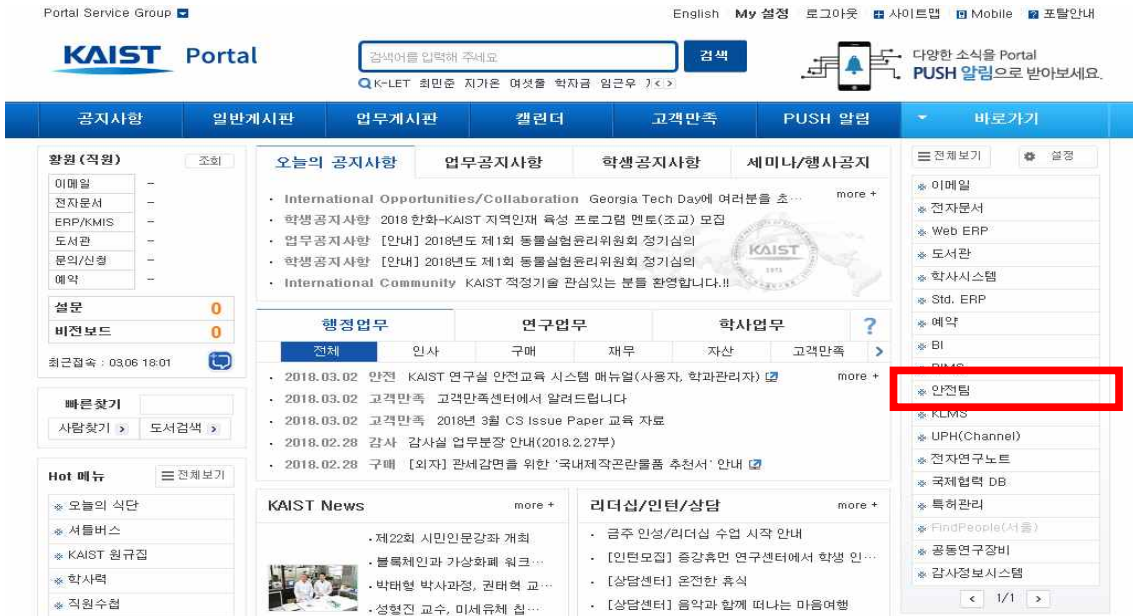 Portal Service Group
English My 설정 로그아웃 사이트맵 Mobile 포탈안내
KAIST Portal
검색어를 입력해 주세요
검색
K-LET 최민준 지가온 여섯줄 학자금 임근우
다양한 소식을 Portal
PUSH 알림으로 받아보세요.
공지사항 일반게시판 업무게시판 캘린더 고객만족 PUSH 알림 바로가기
황원(직원) 조회
이메일 -
전자문서 -
ERP/KMIS -
도서관 -
문의/신청 -
예약 -
설문 0
비전보드 0
최근접속 : 03.06 18:01
빠른찾기
사람찾기 > 도서검색 >
Hot 메뉴 전체보기
오늘의 식단
셔틀버스
KAIST 원규집
학사력
직원수첩
오늘의 공지사항 업무공지사항 학생공지사항 세미나/행사공지
International Opportunities/Collaboration Georgia Tech Day에 여러분을 초… more +
학생공지사항 2018 한화-KAIST 지역인재 육성 프로그램 멘토(조교) 모집
업무공지사항 [안내] 2018년도 제1회 동물실험윤리위원회 정기심의
학생공지사항 [안내] 2018년도 제1회 동물실험윤리위원회 정기심의
International Community KAIST 적정기술 관심있는 분들 환영합니다.!!
KAIST
1971
행정업무 연구업무 학사업무 ?
전체 인사 구매 재무 자산 고객만족 >
2018.03.02 안전 KAIST 연구실 안전교육 시스템 매뉴얼(사용자, 학과관리자) more +
2018.03.02 고객만족 고객만족센터에서 알려드립니다
2018.03.02 고객만족 2018년 3월 CS Issue Paper 교육 자료
2018.02.28 감사 감사실 업무분장 안내(2018.2.27부)
2018.02.28 구매 [외자] 관세감면을 위한 '국내제작곤란물품 추천서' 안내
KAIST News more +
제22회 시민인문강좌 개최
블록체인과 가상화폐 워크…
박태형 박사과정, 권태혁 교…
성형진 교수, 미세유체 칩…
리더십/인턴/상담 more +
금주 인성/리더십 수업 시작 안내
[인턴모집] 증강휴먼 연구센터에서 학생 인…
[상담센터] 온전한 휴식
[상담센터] 음악과 함께 떠나는 마음여행
전체보기 설정
이메일
전자문서
Web ERP
도서관
학사시스템
Std. ERP
예약
BI
RIMS
안전팀
KLMS
UPH(Channel)
전자연구노트
국제협력 DB
특허관리
FindPeople(서울)
공동연구장비
감사정보시스템
< 1/1 >